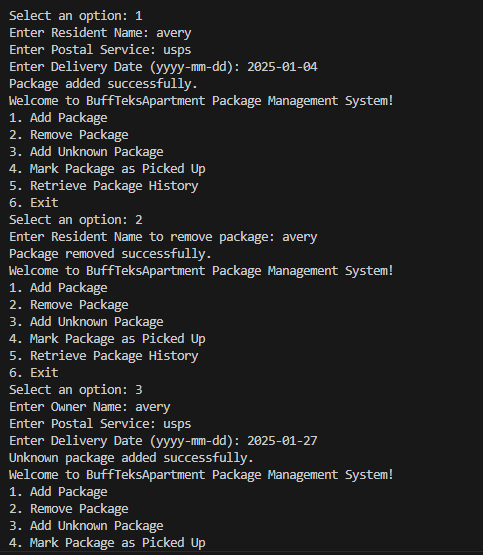 Select an option: 1
Enter Resident Name: avery
Enter Postal Service: usps
Enter Delivery Date (yyyy-mm-dd): 2025-01-04
Package added successfully.
Welcome to BuffTeksApartment Package Management System!
1. Add Package
2. Remove Package
3. Add Unknown Package
4. Mark Package as Picked Up
5. Retrieve Package History
6. Exit
Select an option: 2
Enter Resident Name to remove package: avery
Package removed successfully.
Welcome to BuffTeksApartment Package Management System!
1. Add Package
2. Remove Package
3. Add Unknown Package
4. Mark Package as Picked Up
5. Retrieve Package History
6. Exit
Select an option: 3
Enter Owner Name: avery
Enter Postal Service: usps
Enter Delivery Date (yyyy-mm-dd): 2025-01-27
Unknown package added successfully.
Welcome to BuffTeksApartment Package Management System!
1. Add Package
2. Remove Package
3. Add Unknown Package
4. Mark Package as Picked Up